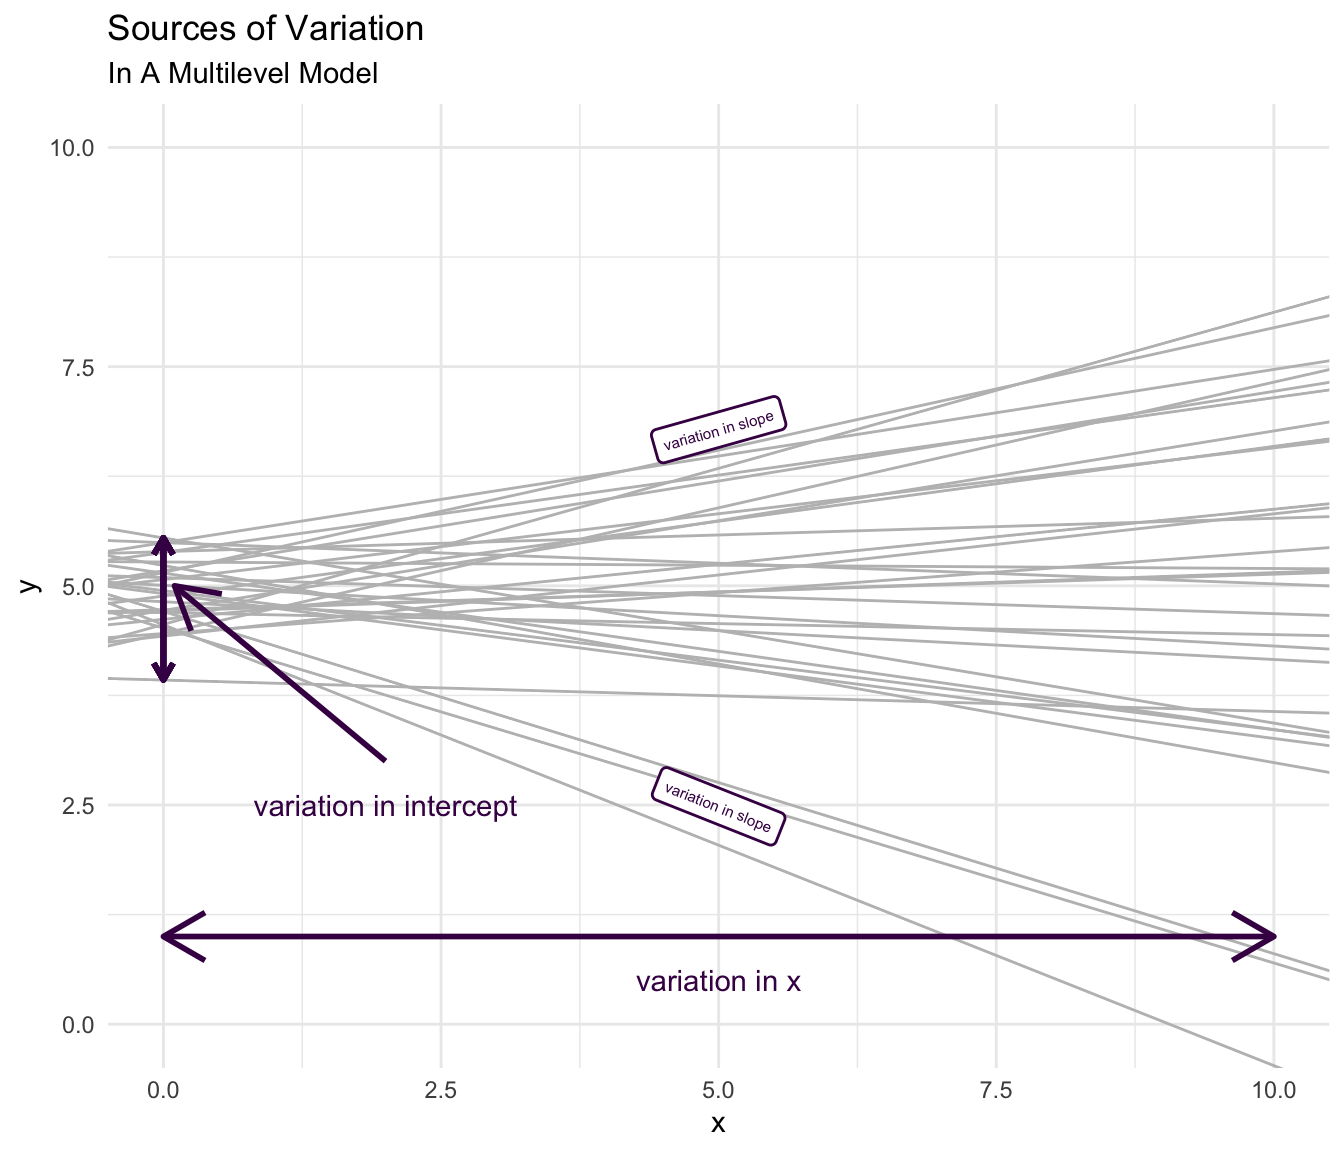 Sources of Variation
In A Multilevel Model
10.0
7.5
5.0
2.5
0.0
y
variation in slope
variation in intercept
variation in slope
variation in x
0.0 2.5 5.0 7.5 10.0
x